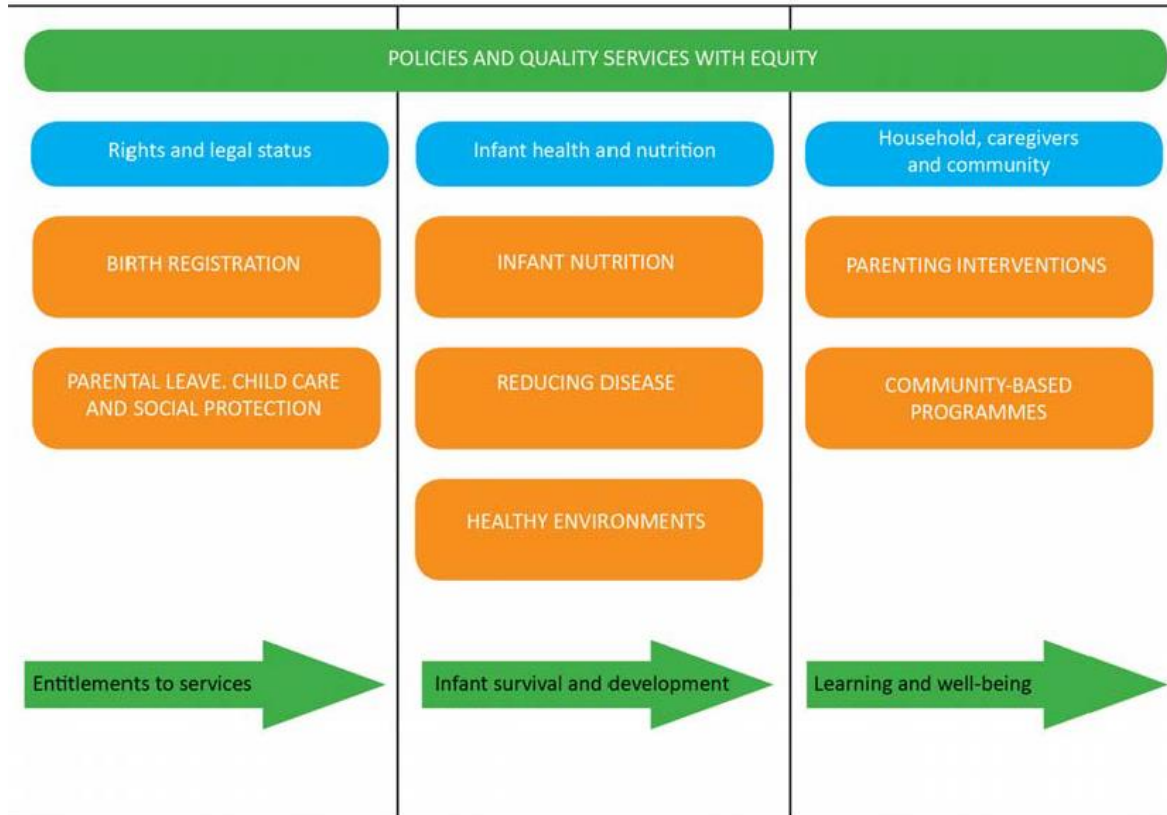 POLICIES AND QUALITY SERVICES WITH EQUITY
Rights and legal status
BIRTH REGISTRATION
PARENTAL LEAVE. CHILD CARE
AND SOCIAL PROTECTION
Entitlements to services
Infant health and nutrition
INFANT NUTRITION
REDUCING DISEASE
HEALTHY ENVIRONMENTS
Infant survival and development
Household, caregivers
and community
PARENTING INTERVENTIONS
COMMUNITY-BASED
PROGRAMMES
Learning and well-being